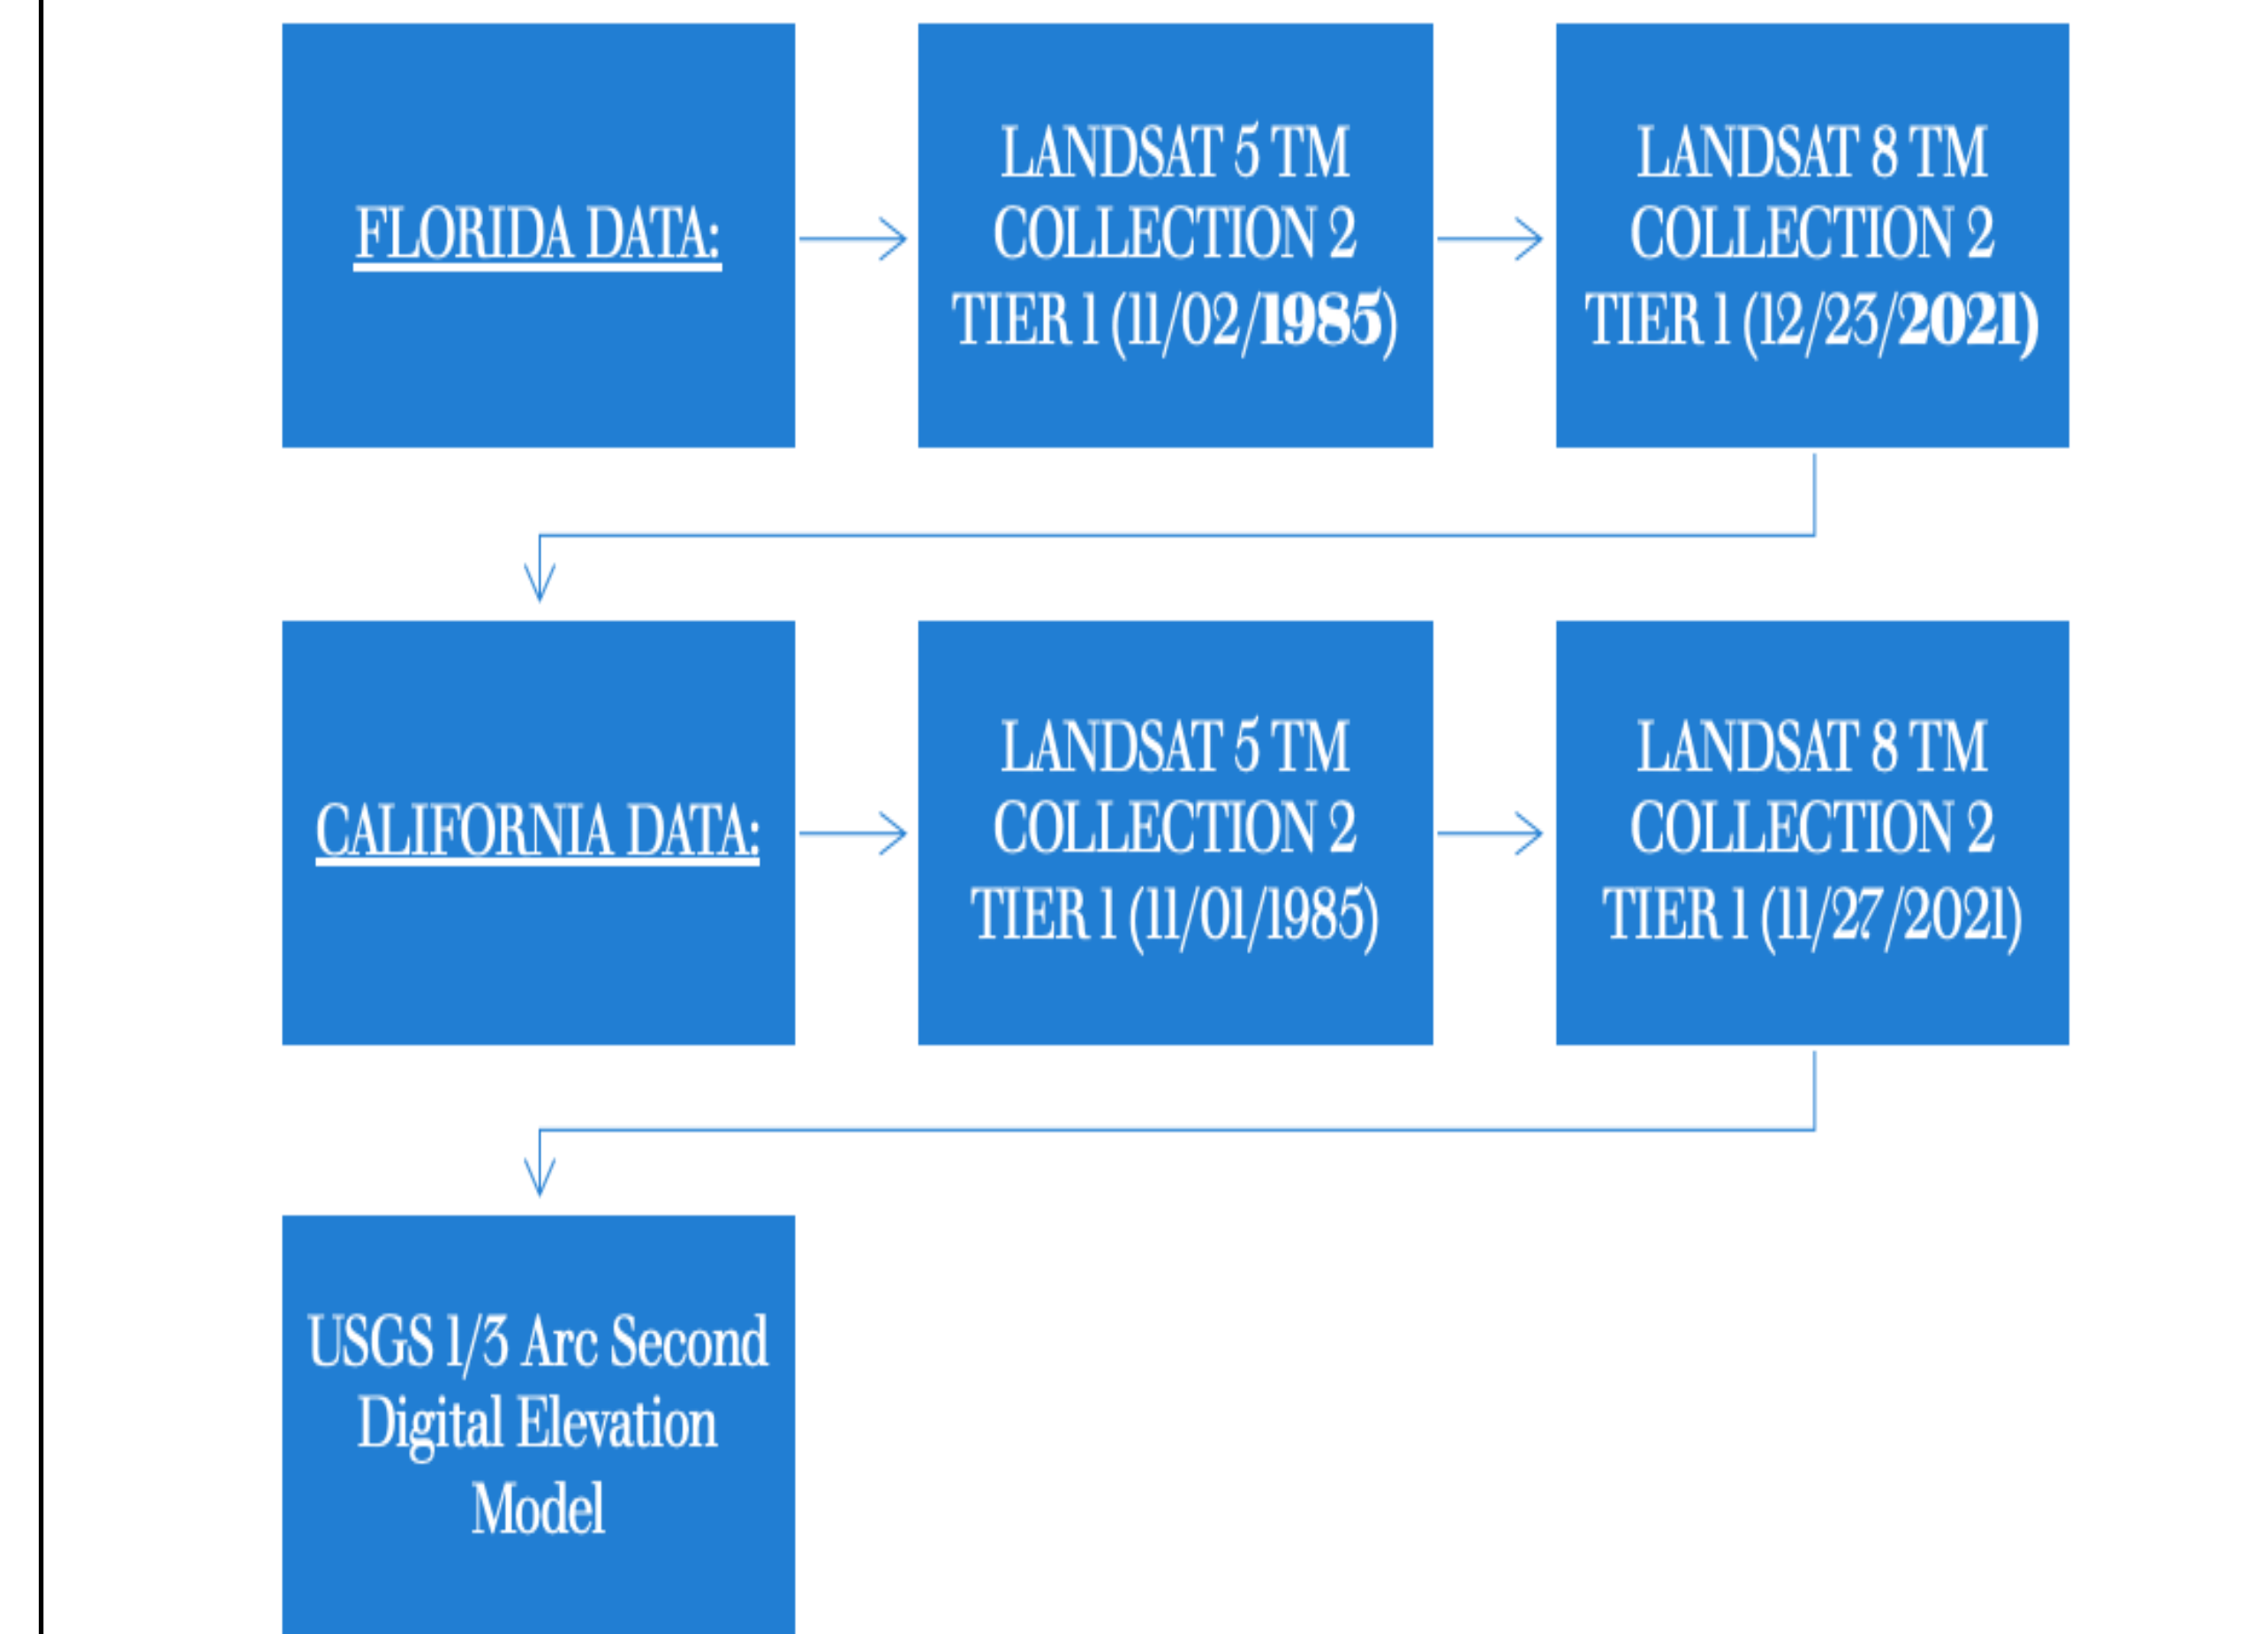 FLORIDA DATA:
LANDSAT 5 TM
COLLECTION 2
TIER 1 (11/02/1985)
LANDSAT 8 TM
COLLECTION 2
TIER 1 (12/23/2021)
CALIFORNIA DATA:
LANDSAT 5 TM
COLLECTION 2
TIER 1 (11/01/1985)
LANDSAT 8 TM
COLLECTION 2
TIER 1 (11/27/2021)
USGS 1/3 Arc Second
Digital Elevation
Model